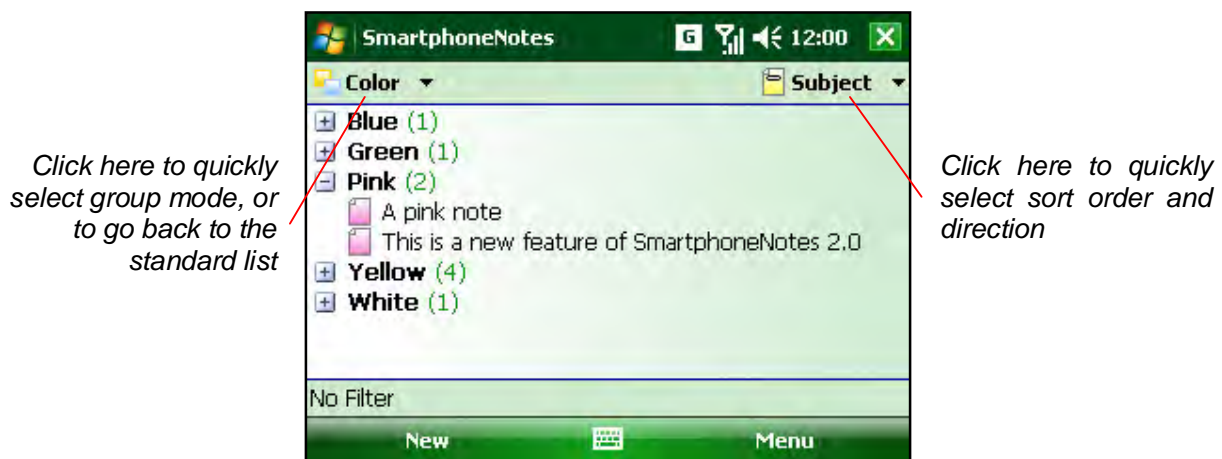 SmartphoneNotes G 12:00
Color Subject
Blue (1)
Green (1)
Pink (2)
A pink note
This is a new feature of SmartphoneNotes 2.0
Yellow (4)
White (1)
No Filter
New Menu
Click here to quickly
select group mode, or
to go back to the
standard list
Click here to quickly
select sort order and
direction